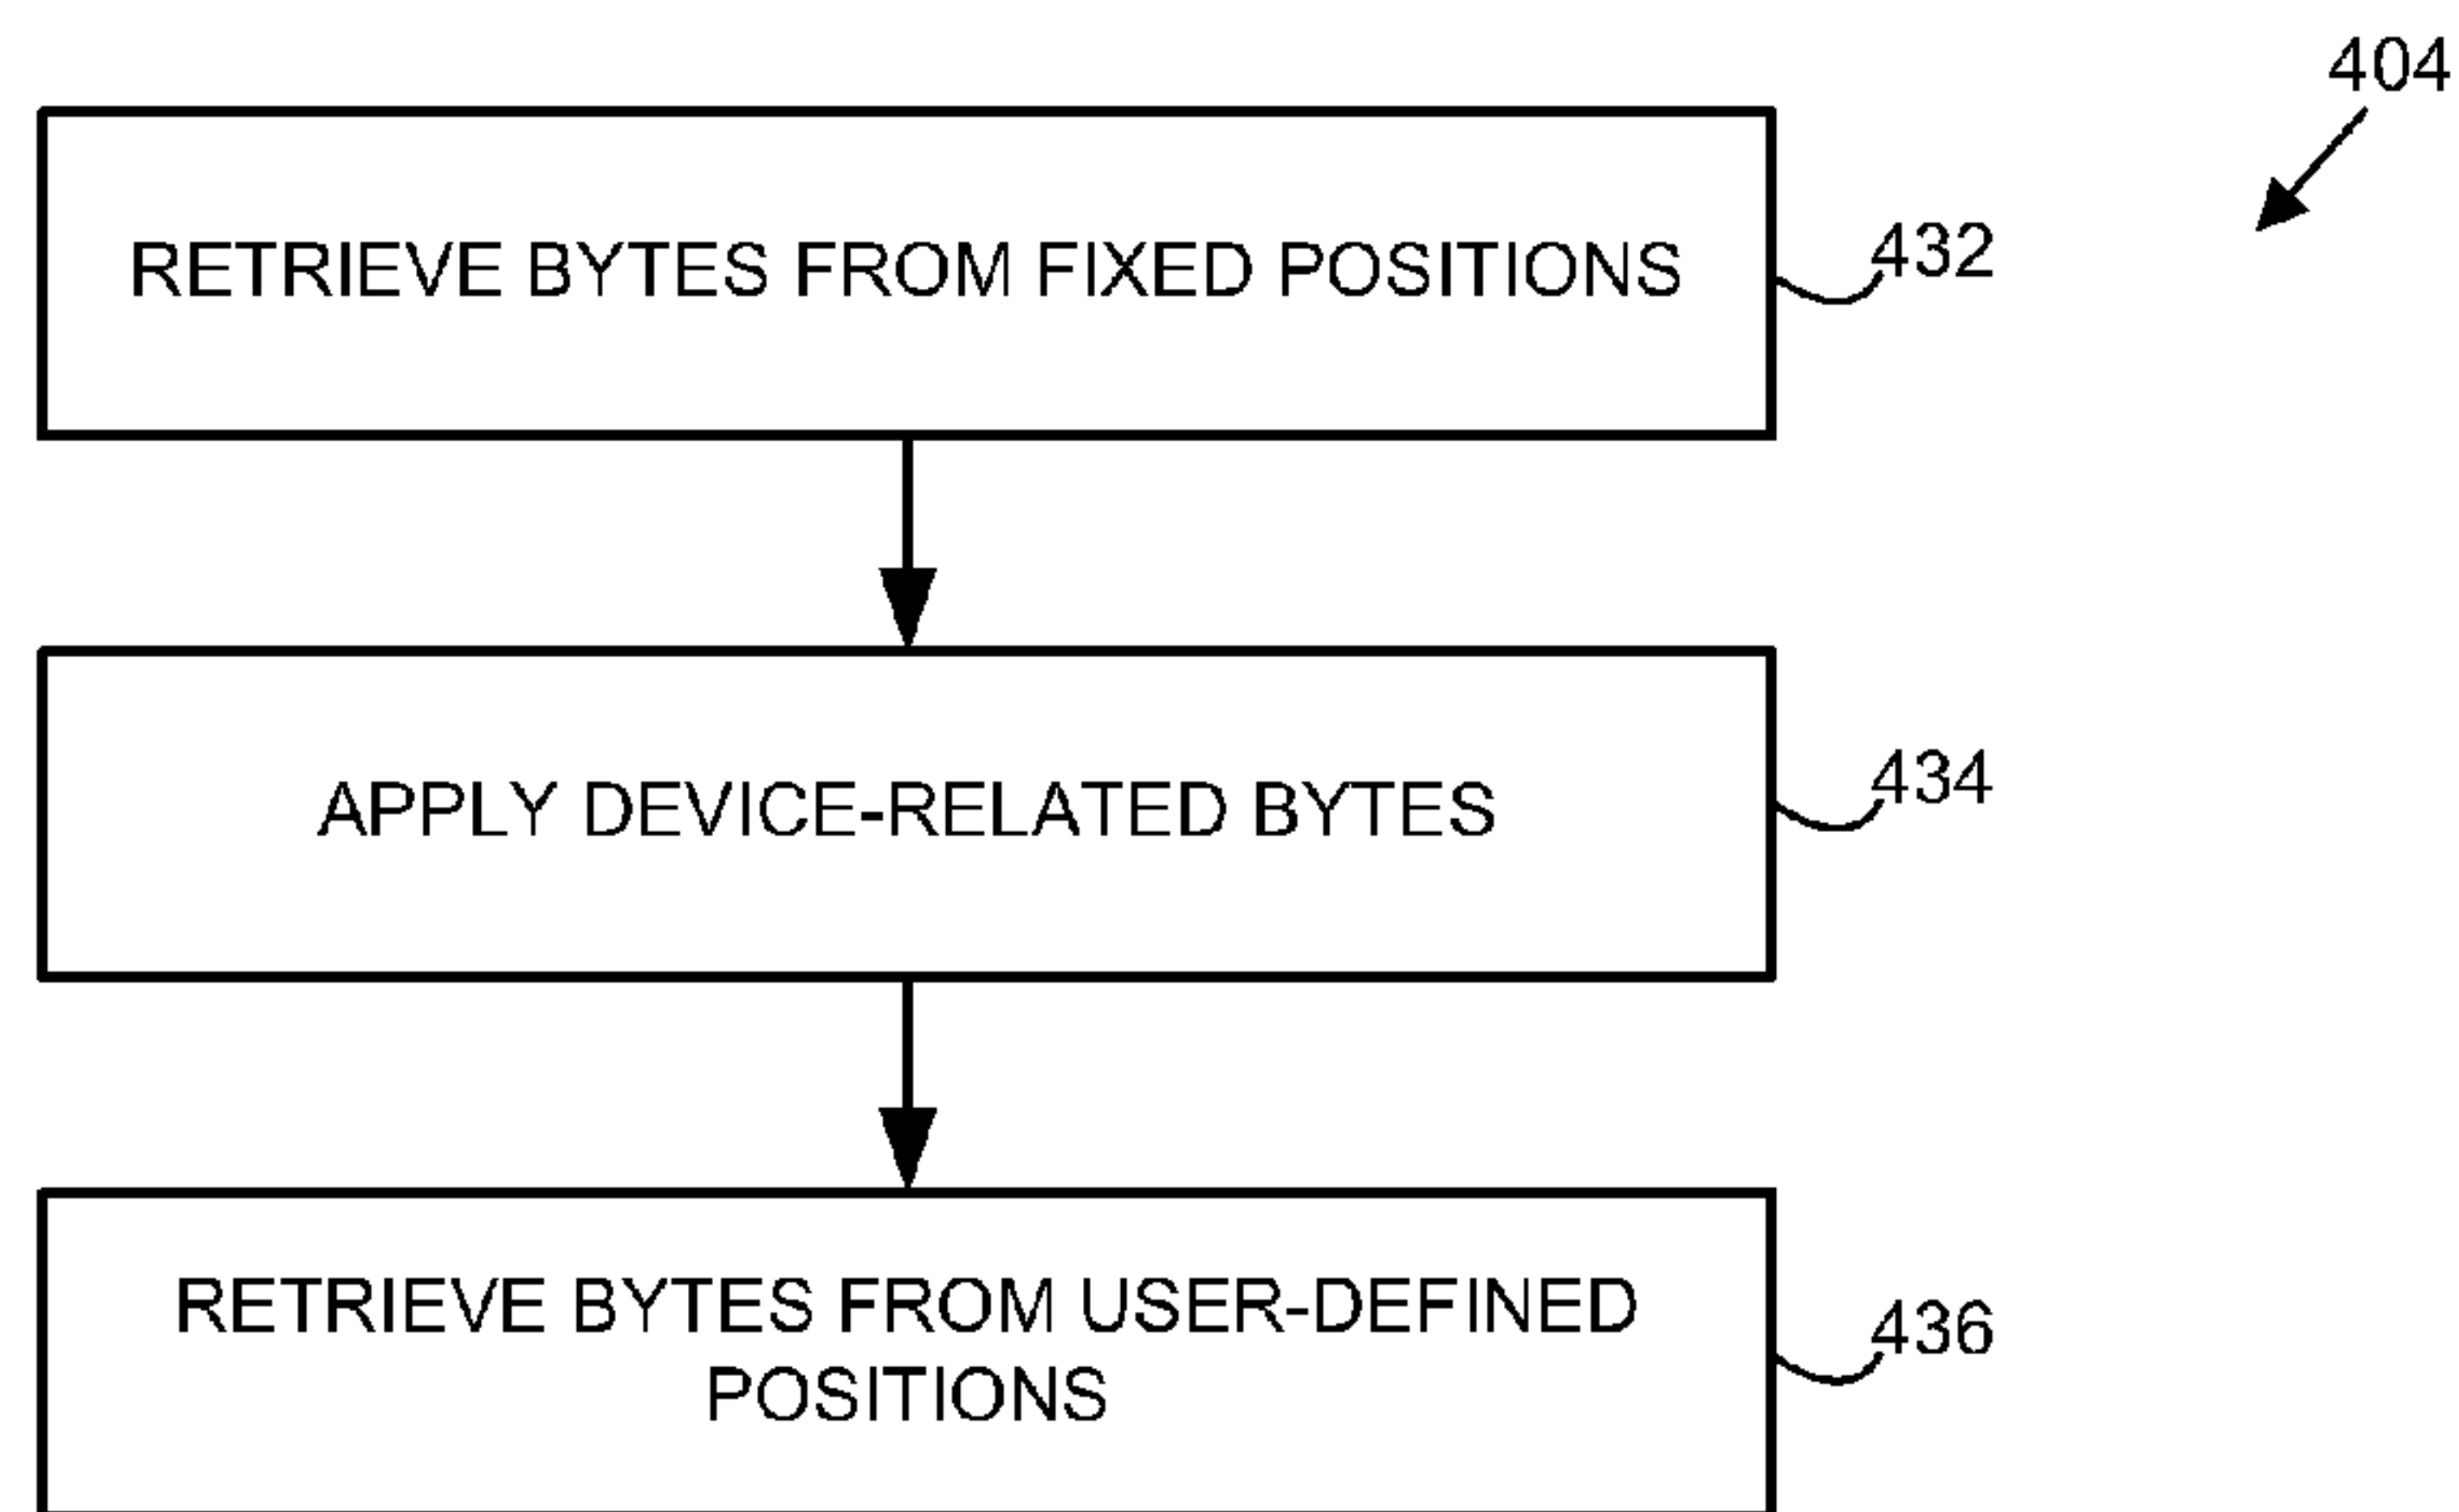 404
RETRIEVE BYTES FROM FIXED POSITIONS
432
APPLY DEVICE-RELATED BYTES
434
RETRIEVE BYTES FROM USER-DEFINED
POSITIONS
436